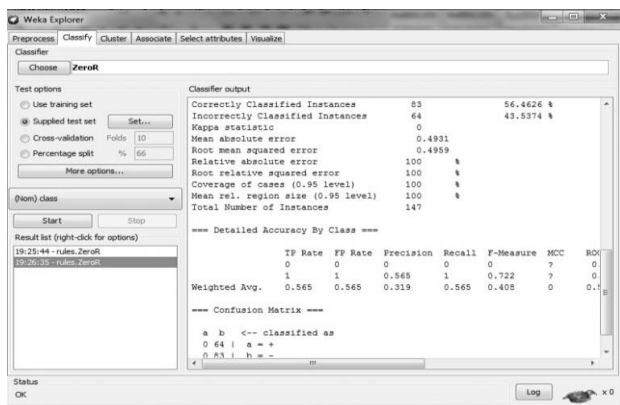 Weka Explorer
Preprocess Classify Cluster Associate Select attributes Visualize
Classifier
Choose ZeroR
Test options
Use training set
Supplied test set Set...
Cross-validation Folds 10
Percentage split % 66
More options...
(Nom) class
Start Stop
Result list (right-click for options)
19:25:44 - rules.ZeroR
19:26:35 - rules.ZeroR
Classifier output
Correctly Classified Instances 83 56.4626 %
Incorrectly Classified Instances 64 43.5374 %
Kappa statistic 0
Mean absolute error 0.4931
Root mean squared error 0.4959
Relative absolute error 100 %
Root relative squared error 100 %
Coverage of cases (0.95 level) 100 %
Mean rel. region size (0.95 level) 100 %
Total Number of Instances 147
=== Detailed Accuracy By Class ===
TP Rate FP Rate Precision Recall F-Measure MCC ROC
0 0 0 0 0 ? 0.
1 1 0.565 1 0.722 ? 0.
Weighted Avg. 0.565 0.565 0.319 0.565 0.408 0 0.5
=== Confusion Matrix ===
a b <-- classified as
0 64 | a = +
0 83 | b = -
Status
OK
Log x 0